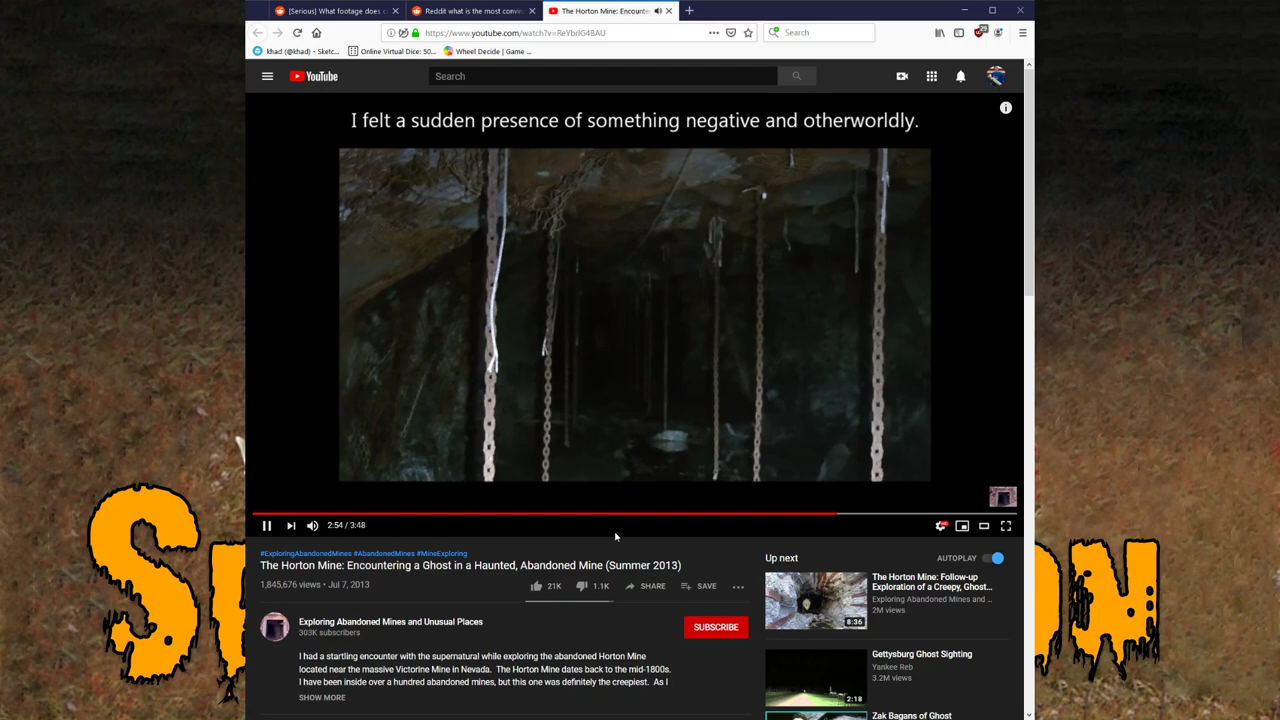 [Serious] What footage does c
Reddit what is the most convin
The Horton Mine: Encounte
https://www.youtube.com/watch?v=ReYbrlG4BAU
Search
khad (@khad) - Sketc...
Online Virtual Dice: 50...
Wheel Decide | Game ...
YouTube
Search
I felt a sudden presence of something negative and otherworldly.
2:54 / 3:48
#ExploringAbandonedMines #AbandonedMines #MineExploring
The Horton Mine: Encountering a Ghost in a Haunted, Abandoned Mine (Summer 2013)
1,845,676 views • Jul 7, 2013
21K
1.1K
SHARE
SAVE
Exploring Abandoned Mines and Unusual Places
303K subscribers
SUBSCRIBE
I had a startling encounter with the supernatural while exploring the abandoned Horton Mine
located near the massive Victorine Mine in Nevada. The Horton Mine dates back to the mid-1800s.
I have been inside over a hundred abandoned mines, but this one was definitely the creepiest. As I
SHOW MORE
Up next
AUTOPLAY
The Horton Mine: Follow-up
Exploration of a Creepy, Ghost...
Exploring Abandoned Mines and ...
2M views
8:36
Gettysburg Ghost Sighting
Yankee Reb
3.2M views
2:18
Zak Bagans of Ghost